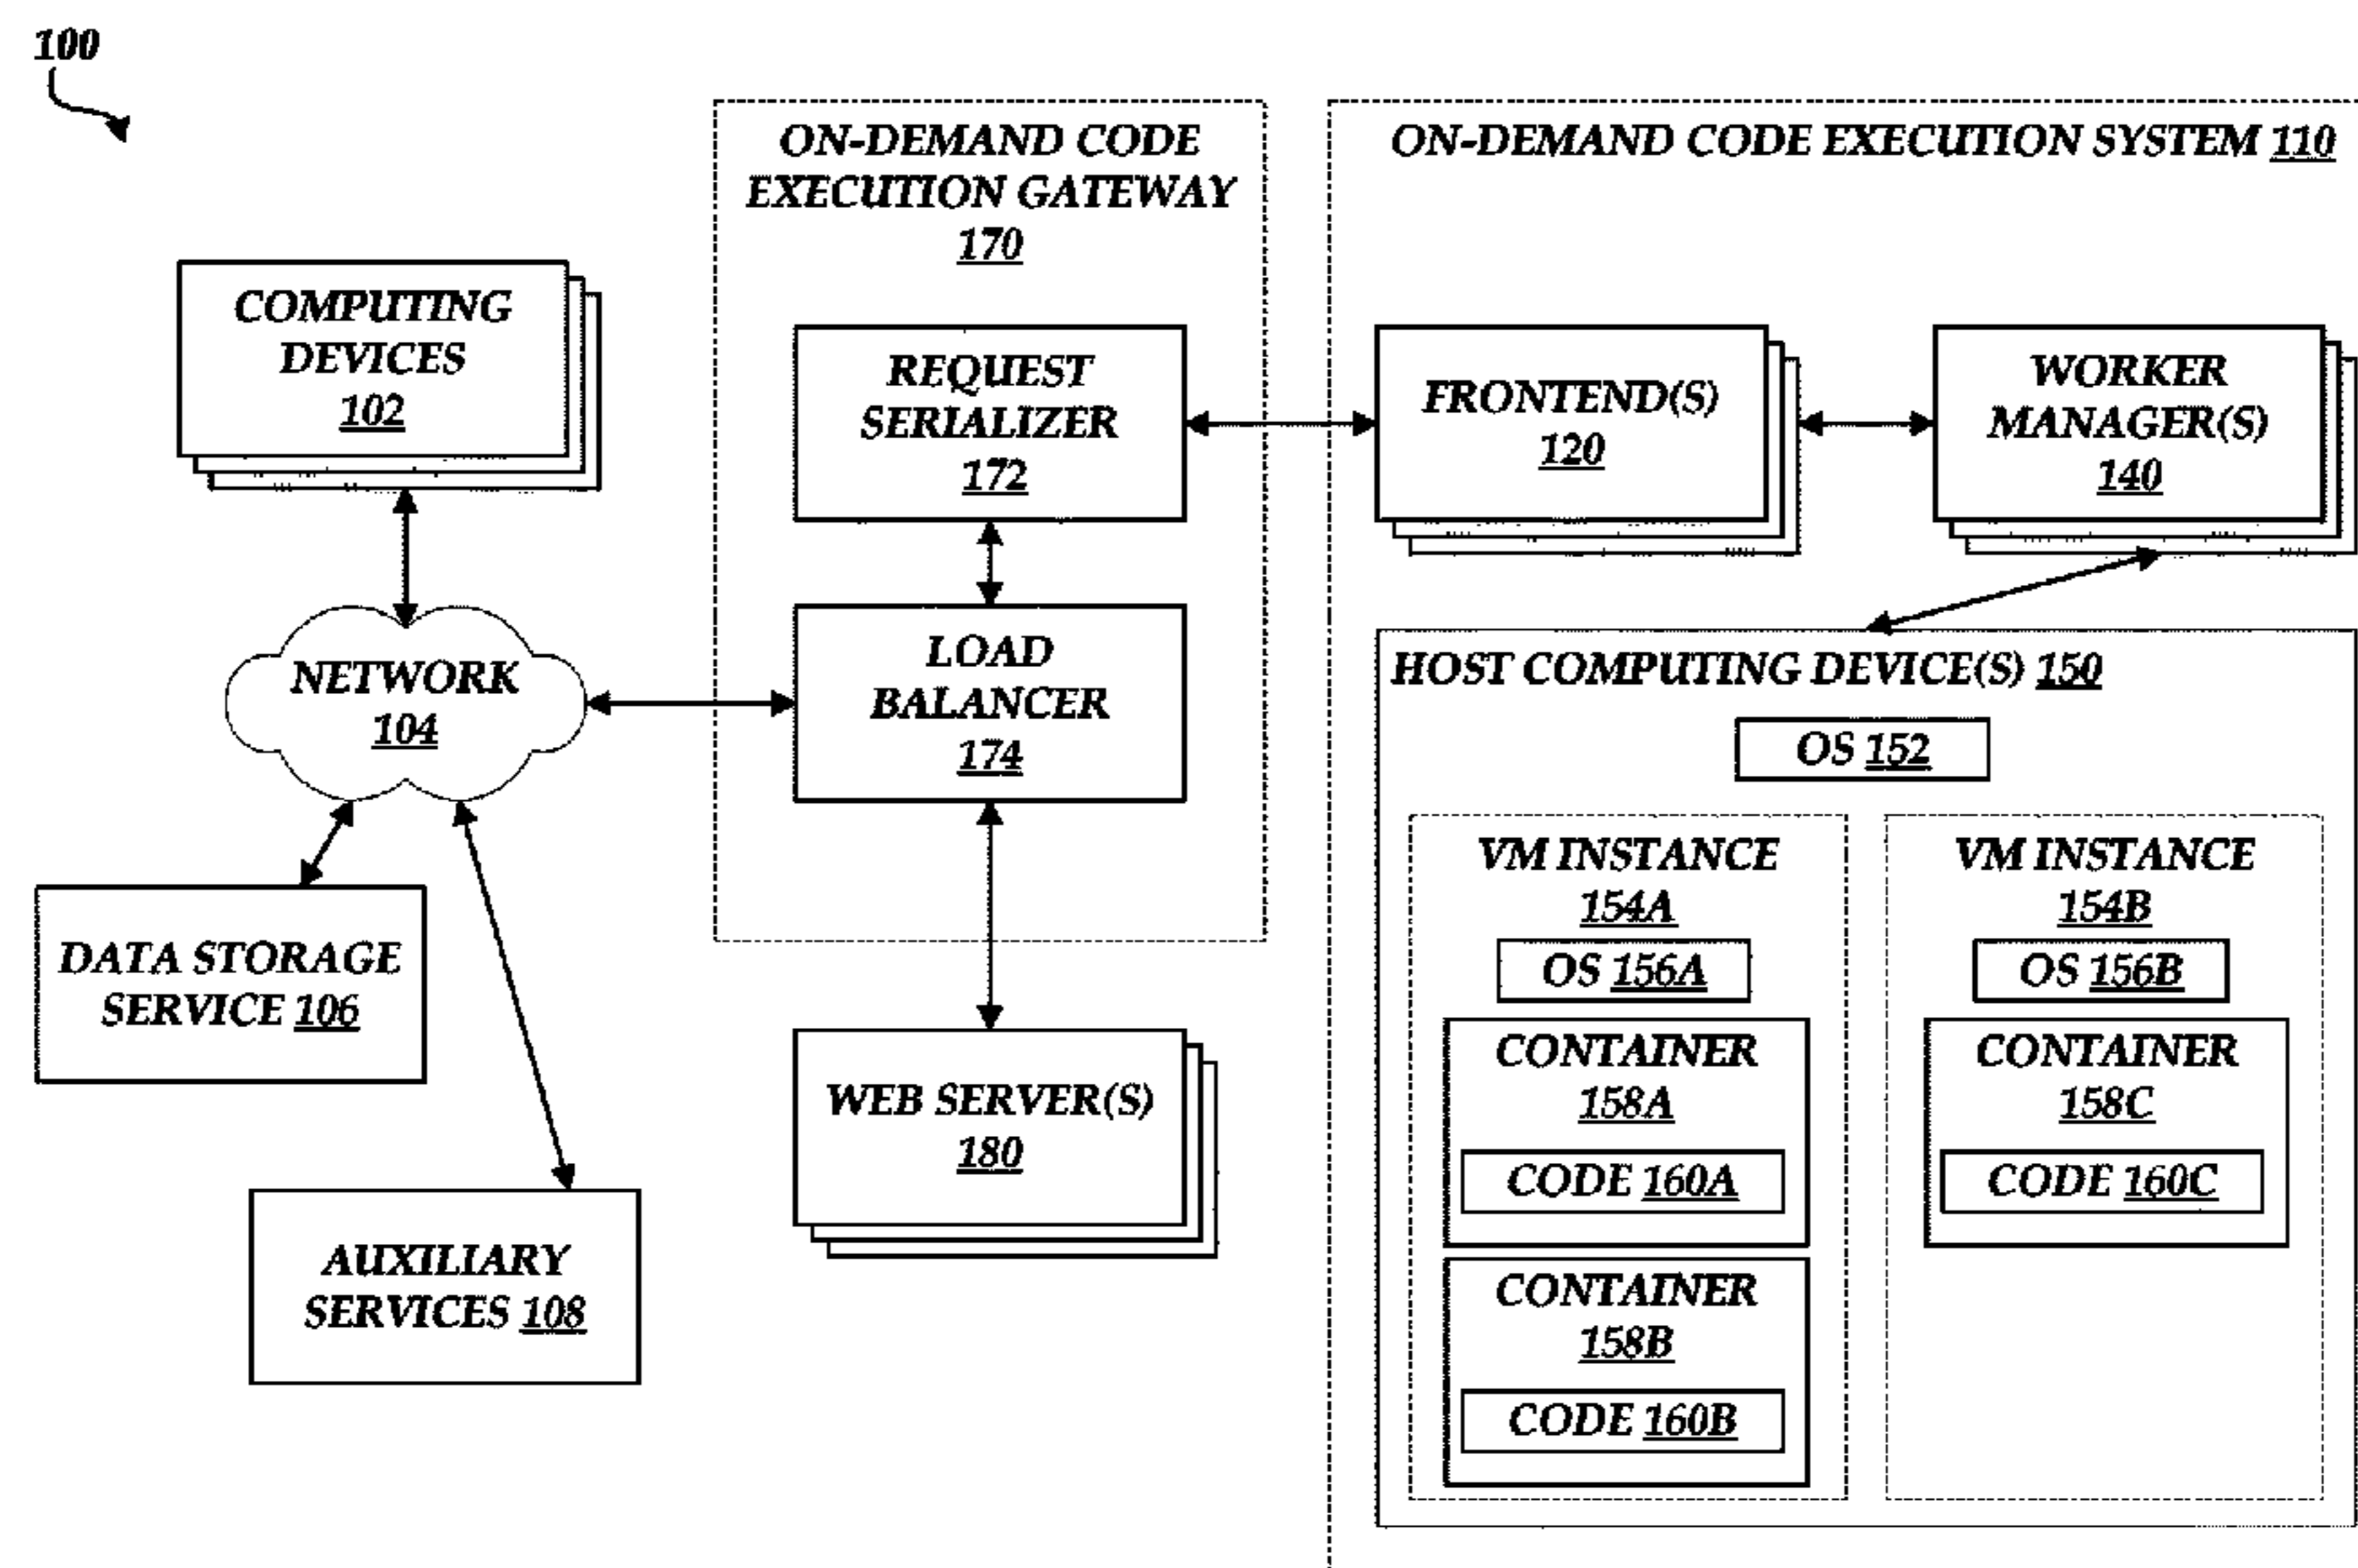 100
ON-DEMAND CODE
EXECUTION GATEWAY
170
ON-DEMAND CODE EXECUTION SYSTEM 110
COMPUTING
DEVICES
102
REQUEST
SERIALIZER
172
FRONTEND(S)
120
WORKER
MANAGER(S)
140
NETWORK
104
LOAD
BALANCER
174
HOST COMPUTING DEVICE(S) 150
OS 152
DATA STORAGE
SERVICE 106
AUXILIARY
SERVICES 108
WEB SERVER(S)
180
VM INSTANCE
154A
OS 156A
CONTAINER
158A
CODE 160A
CONTAINER
158B
CODE 160B
VM INSTANCE
154B
OS 156B
CONTAINER
158C
CODE 160C